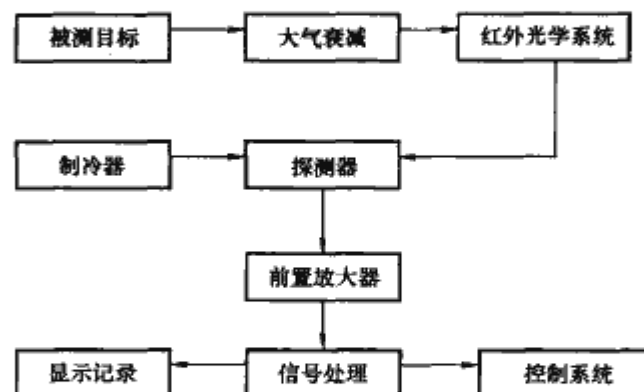 被测目标
大气衰减
红外光学系统
制冷器
探测器
前置放大器
显示记录
信号处理
控制系统